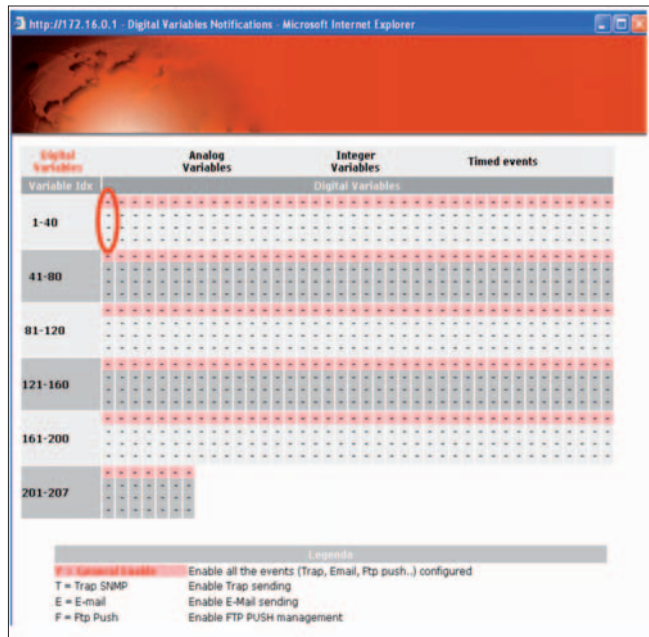 http://172.16.0.1 - Digital Variables Notifications - Microsoft Internet Explorer
Digital Variables
Analog Variables
Integer Variables
Timed events
Variable Idx
Digital Variables
1-40
41-80
81-120
121-160
161-200
201-207
Legenda
= General Enable Enable all the events (Trap, Email, Ftp push..) configured
T = Trap SNMP Enable Trap sending
E = E-mail Enable E-Mail sending
F = Ftp Push Enable FTP PUSH management